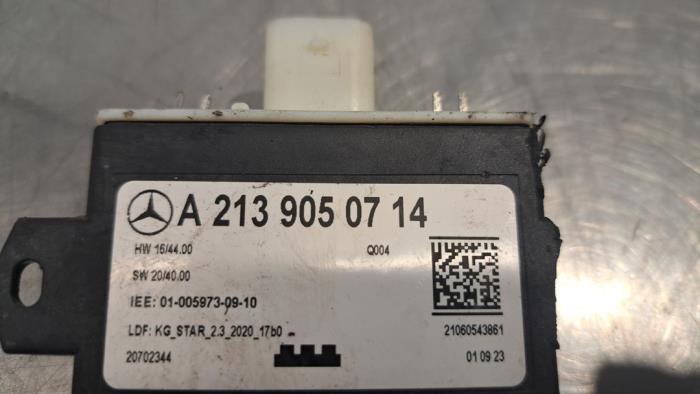 A 213 905 07 14
HW 16/44.00 Q004
SW 20/40.00
IEE: 01-005973-09-10
LDF: KG_STAR_2.3_2020_17b0 21060543861
20702344 01 09 23